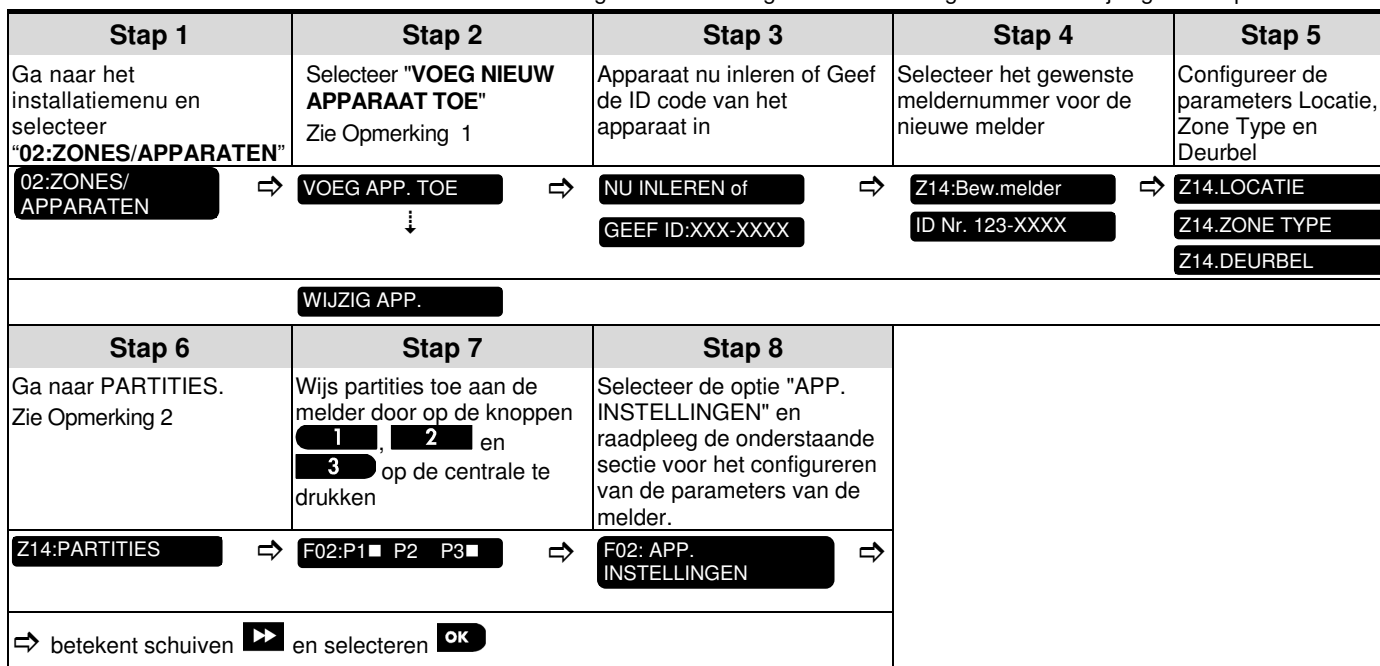 Stap 1
Stap 2
Stap 3
Stap 4
Stap 5
Ga naar het
installatiemenu en
selecteer
“02:ZONES/APPARATEN”
Selecteer "VOEG NIEUW
APPARAAT TOE"
Zie Opmerking 1
Apparaat nu inleren of Geef
de ID code van het
apparaat in
Selecteer het gewenste
meldernummer voor de
nieuwe melder
Configureer de
parameters Locatie,
Zone Type en
Deurbel
02:ZONES/
APPARATEN
⇨
VOEG APP. TOE
⇨
NU INLEREN of
GEEF ID:XXX-XXXX
⇨
Z14:Bew.melder
ID Nr. 123-XXXX
⇨
Z14.LOCATIE
Z14.ZONE TYPE
Z14.DEURBEL
WIJZIG APP.
Stap 6
Stap 7
Stap 8
Ga naar PARTITIES.
Zie Opmerking 2
Wijs partities toe aan de
melder door op de knoppen
1, 2 en
3 op de centrale te
drukken
Selecteer de optie "APP.
INSTELLINGEN" en
raadpleeg de onderstaande
sectie voor het configureren
van de parameters van de
melder.
Z14:PARTITIES
⇨
F02:P1■ P2 P3■
⇨
F02: APP.
INSTELLINGEN
⇨
⇨ betekent schuiven en selecteren OK